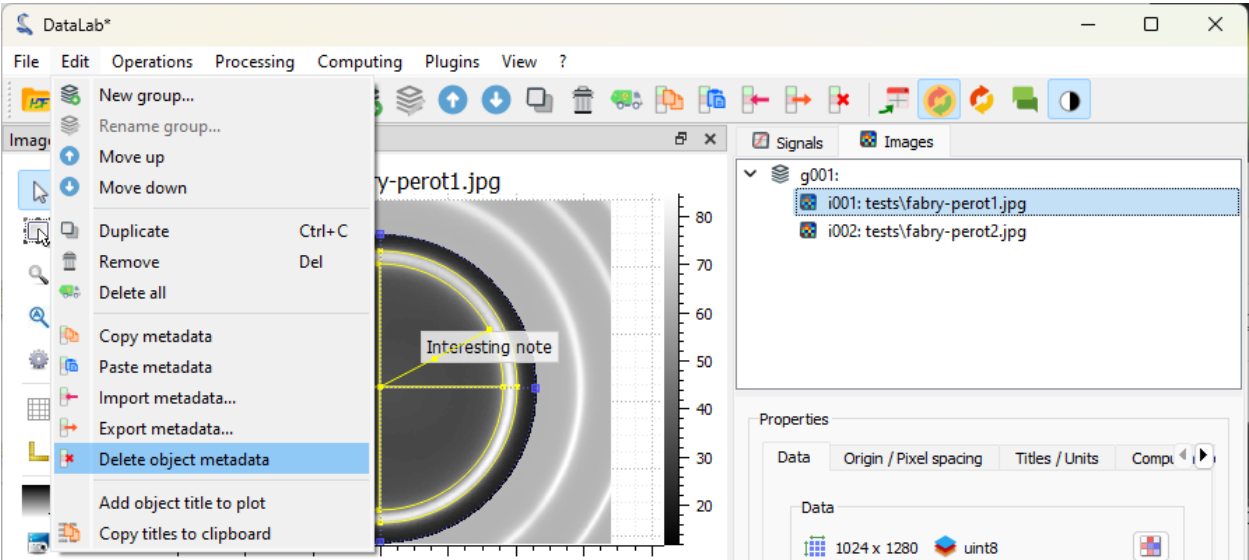 DataLab*
File Edit Operations Processing Computing Plugins View ?
New group...
Rename group...
Move up
Move down
Duplicate Ctrl+C
Remove Del
Delete all
Copy metadata
Paste metadata
Import metadata...
Export metadata...
Delete object metadata
Add object title to plot
Copy titles to clipboard
HDF
Imag
y-perot1.jpg
80
70
60
50
40
30
20
Interesting note
Signals Images
g001:
i001: tests\fabry-perot1.jpg
i002: tests\fabry-perot2.jpg
Properties
Data Origin / Pixel spacing Titles / Units
Data
1024 x 1280 uint8